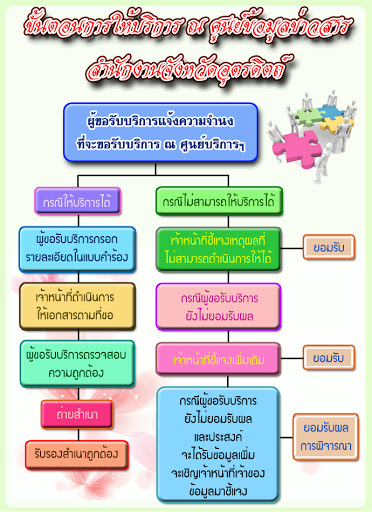 ขั้นตอนการให้บริการ ณ ศูนย์ข้อมูลข่าวสาร
สำนักงานจังหวัดอุตรดิตถ์
ผู้ขอรับบริการแจ้งความจำนง
ที่จะขอรับบริการ ณ ศูนย์บริการฯ
กรณีให้บริการได้
ผู้ขอรับบริการกรอก
รายละเอียดในแบบคำร้อง
เจ้าหน้าที่ดำเนินการ
ให้เอกสารตามที่ขอ
ผู้ขอรับบริการตรวจสอบ
ความถูกต้อง
ถ่ายสำเนา
รับรองสำเนาถูกต้อง
กรณีไม่สามารถให้บริการได้
เจ้าหน้าที่ชี้แจงเหตุผลที่
ไม่สามารถดำเนินการให้ได้
ยอมรับ
กรณีผู้ขอรับบริการ
ยังไม่ยอมรับผล
เจ้าหน้าที่ชี้แจงเพิ่มเติม
ยอมรับ
กรณีผู้ขอรับบริการ
ยังไม่ยอมรับผล
และประสงค์
จะได้รับข้อมูลเพิ่ม
จะเชิญเจ้าหน้าที่เจ้าของ
ข้อมูลมาชี้แจง
ยอมรับผล
การพิจารณา